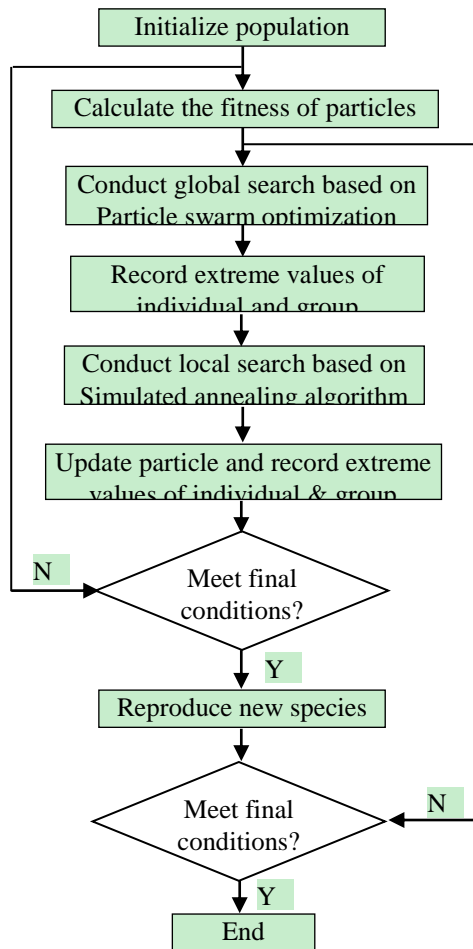 Initialize population
Calculate the fitness of particles
Conduct global search based on
Particle swarm optimization
Record extreme values of
individual and group
Conduct local search based on
Simulated annealing algorithm
Update particle and record extreme
values of individual & group
N
Meet final
conditions?
Y
Reproduce new species
Meet final
conditions?
N
Y
End